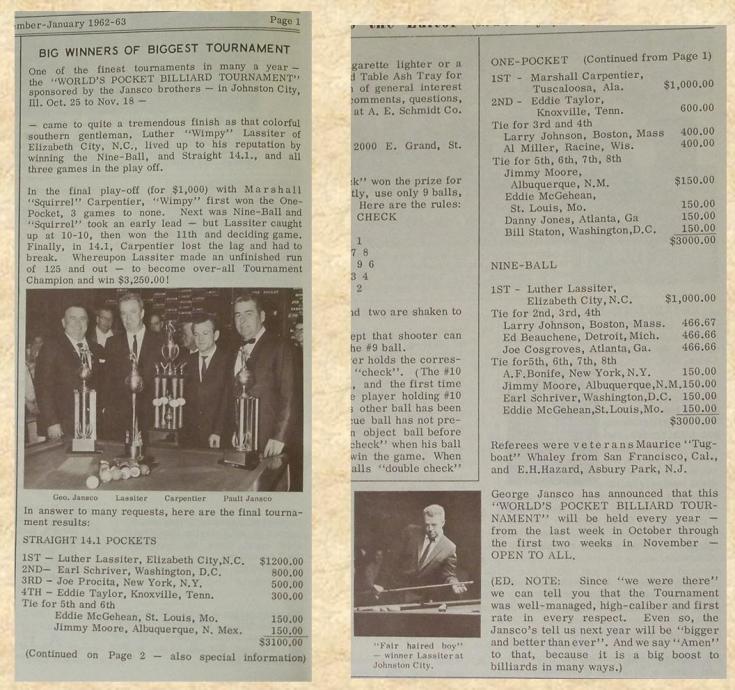 ember-January 1962-63 Page 1
BIG WINNERS OF BIGGEST TOURNAMENT
One of the finest tournaments in many a year —
the "WORLD'S POCKET BILLIARD TOURNAMENT"
sponsored by the Jansco brothers — in Johnston City,
Ill. Oct. 25 to Nov. 18 —
— came to quite a tremendous finish as that colorful
southern gentleman, Luther "Wimpy" Lassiter of
Elizabeth City, N.C., lived up to his reputation by
winning the Nine-Ball, and Straight 14.1., and all
three games in the play off.
In the final play-off (for $1,000) with Marshall
"Squirrel" Carpentier, "Wimpy" first won the One-
Pocket, 3 games to none. Next was Nine-Ball and
"Squirrel" took an early lead — but Lassiter caught
up at 10-10, then won the 11th and deciding game.
Finally, in 14.1, Carpentier lost the lag and had to
break. Whereupon Lassiter made an unfinished run
of 125 and out — to become over-all Tournament
Champion and win $3,250.00!
Geo. Jansco Lassiter Carpentier Paull Jansco
In answer to many requests, here are the final tourna-
ment results:
STRAIGHT 14.1 POCKETS
1ST — Luther Lassiter, Elizabeth City,N.C. $1200.00
2ND— Earl Schriver, Washington, D.C. 800.00
3RD - Joe Procita, New York, N.Y. 500.00
4TH - Eddie Taylor, Knoxville, Tenn. 300.00
Tie for 5th and 6th
Eddie McGehean, St. Louis, Mo. 150.00
Jimmy Moore, Albuquerque, N. Mex. 150.00
$3100.00
(Continued on Page 2 — also special information)
garette lighter or a
d Table Ash Tray for
n of general interest
comments, questions,
at A. E. Schmidt Co.
2000 E. Grand, St.
ck" won the prize for
tly, use only 9 balls,
Here are the rules:
CHECK
1
7 8
9 6
3 4
2
nd two are shaken to
ept that shooter can
he #9 ball.
er holds the corres-
"check". (The #10
, and the first time
e player holding #10
s other ball has been
cue ball has not pre-
n object ball before
check" when his ball
win the game. When
alls "double check"
"Fair haired boy"
— winner Lassiter at
Johnston City.
ONE-POCKET (Continued from Page 1)
1ST - Marshall Carpentier,
Tuscaloosa, Ala. $1,000.00
2ND - Eddie Taylor,
Knoxville, Tenn. 600.00
Tie for 3rd and 4th
Larry Johnson, Boston, Mass 400.00
Al Miller, Racine, Wis. 400.00
Tie for 5th, 6th, 7th, 8th
Jimmy Moore,
Albuquerque, N.M. $150.00
Eddie McGehean,
St. Louis, Mo. 150.00
Danny Jones, Atlanta, Ga 150.00
Bill Staton, Washington,D.C. 150.00
$3000.00
NINE-BALL
1ST - Luther Lassiter,
Elizabeth City,N.C. $1,000.00
Tie for 2nd, 3rd, 4th
Larry Johnson, Boston, Mass. 466.67
Ed Beauchene, Detroit, Mich. 466.66
Joe Cosgroves, Atlanta,Ga. 466.66
Tie for5th, 6th, 7th, 8th
A.F.Bonife, New York,N.Y. 150.00
Jimmy Moore, Albuquerque,N.M.150.00
Earl Schriver,Washington,D.C. 150.00
Eddie McGehean,St.Louis,Mo. 150.00
$3000.00
Referees were veterans Maurice "Tug-
boat" Whaley from San Francisco, Cal.,
and E.H.Hazard, Asbury Park, N.J.
George Jansco has announced that this
"WORLD'S POCKET BILLIARD TOUR-
NAMENT" will be held every year —
from the last week in October through
the first two weeks in November —
OPEN TO ALL.
(ED. NOTE: Since "we were there"
we can tell you that the Tournament
was well-managed, high-caliber and first
rate in every respect. Even so, the
Jansco's tell us next year will be "bigger
and better than ever". And we say "Amen"
to that, because it is a big boost to
billiards in many ways.)